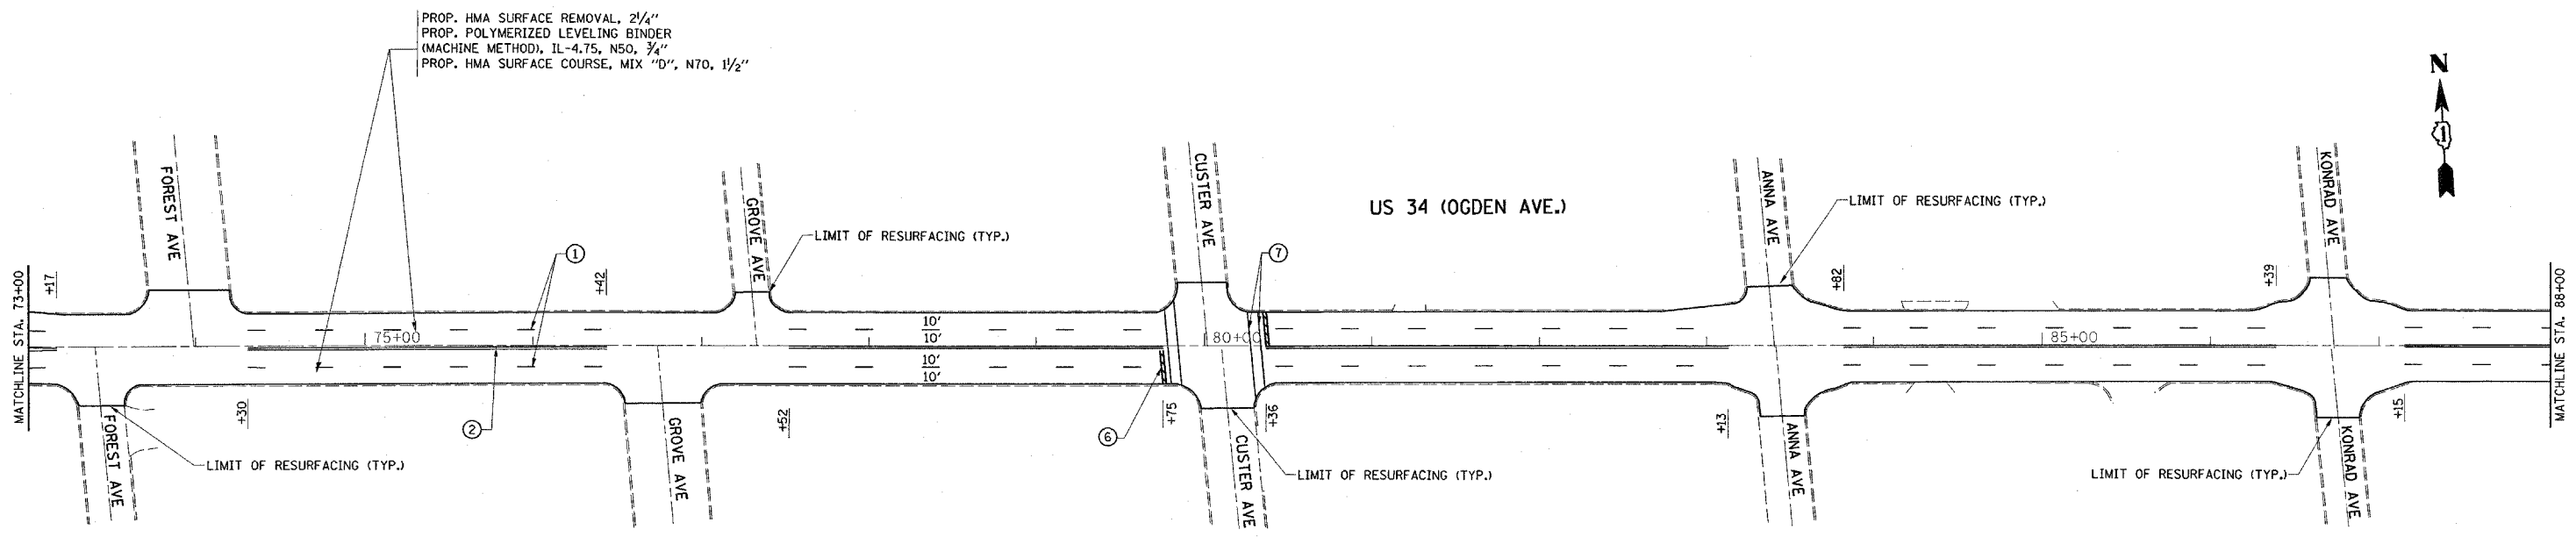 PROP. HMA SURFACE REMOVAL, 2¼"
PROP. POLYMERIZED LEVELING BINDER
(MACHINE METHOD), IL-4.75, N50, ¾"
PROP. HMA SURFACE COURSE, MIX "D", N70, 1½"
N
1
FOREST AVE
GROVE AVE
CUSTER AVE
ANNA AVE
KONRAD AVE
US 34 (OGDEN AVE.)
LIMIT OF RESURFACING (TYP.)
LIMIT OF RESURFACING (TYP.)
1
7
+17
+42
+82
+39
MATCHLINE STA. 73+00
75+00
10'
10'
10'
10'
80+00
85+00
MATCHLINE STA. 88+00
+30
2
+52
6
+75
+36
+13
+15
FOREST AVE
GROVE AVE
CUSTER AVE
ANNA AVE
KONRAD AVE
LIMIT OF RESURFACING (TYP.)
LIMIT OF RESURFACING (TYP.)
LIMIT OF RESURFACING (TYP.)